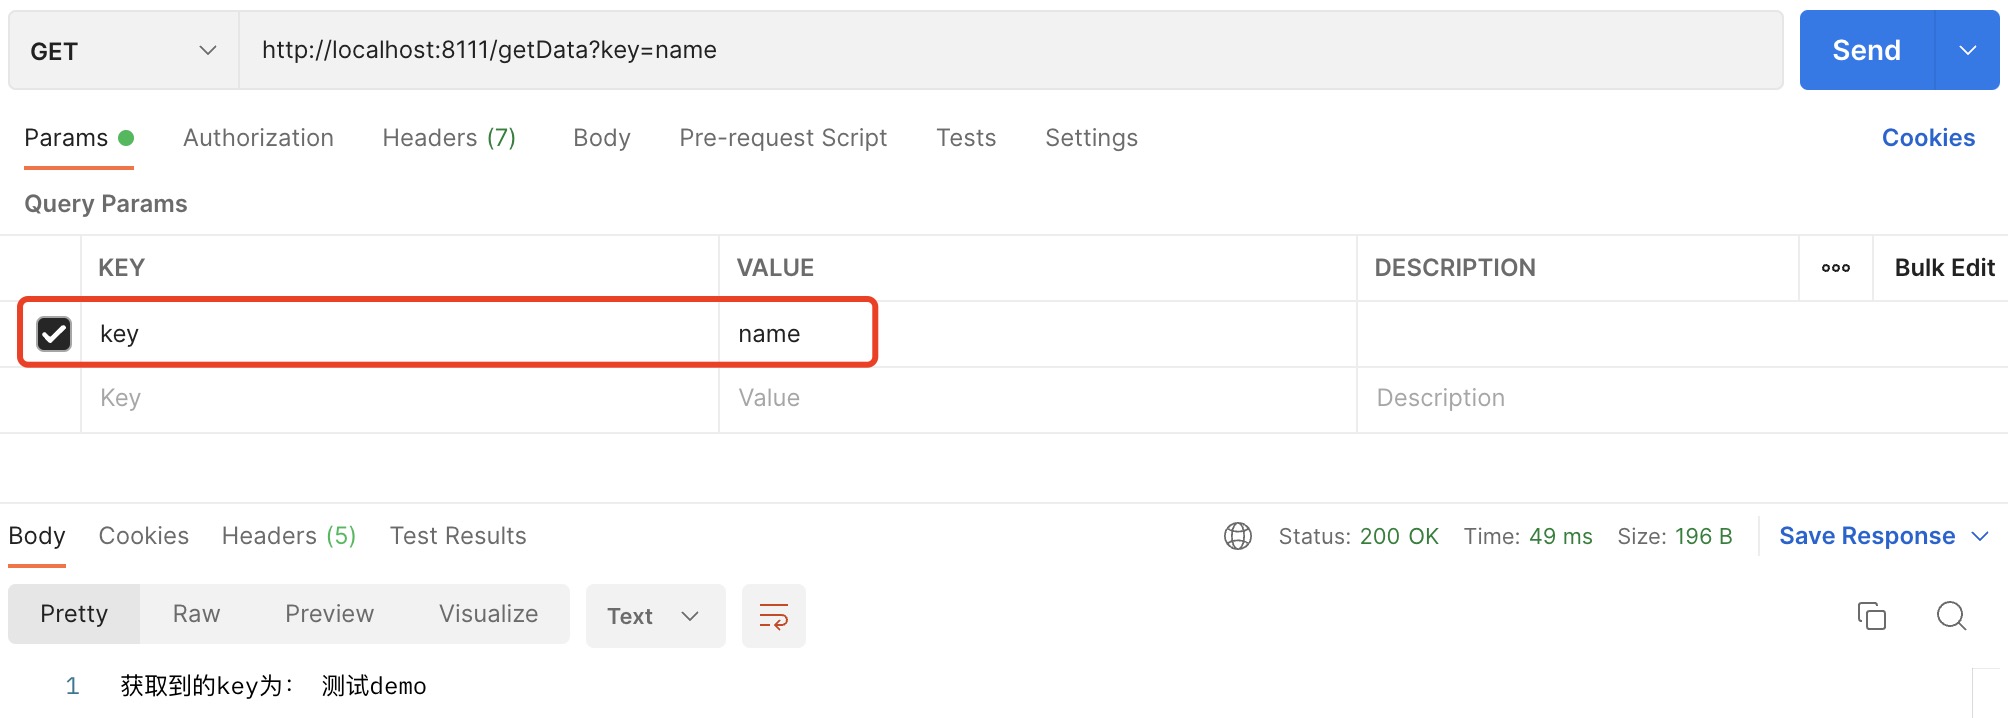 GET http://localhost:8111/getData?key=name Send
Params Authorization Headers (7) Body Pre-request Script Tests Settings Cookies
Query Params
KEY VALUE DESCRIPTION Bulk Edit
key name
Key Value Description
Body Cookies Headers (5) Test Results Status: 200 OK Time: 49 ms Size: 196 B Save Response
Pretty Raw Preview Visualize Text
1 获取到的key为： 测试demo